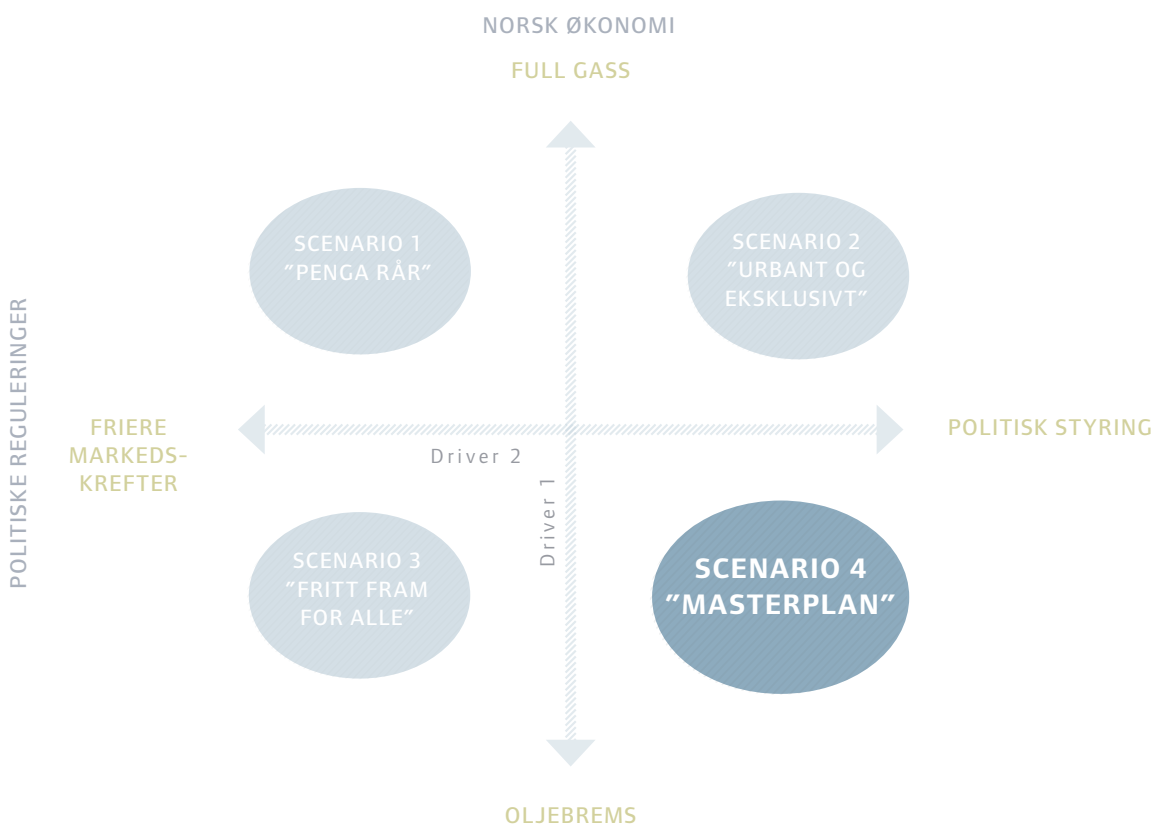 NORSK ØKONOMI
FULL GASS
SCENARIO 1
”PENGA RÅR”
SCENARIO 2
”URBANT OG
EKSKLUSIVT”
POLITISKE REGULERINGER
FRIERE
MARKEDS-
KREFTER
POLITISK STYRING
Driver 2
Driver 1
SCENARIO 3
”FRITT FRAM
FOR ALLE”
SCENARIO 4
”MASTERPLAN”
OLJEBREMS